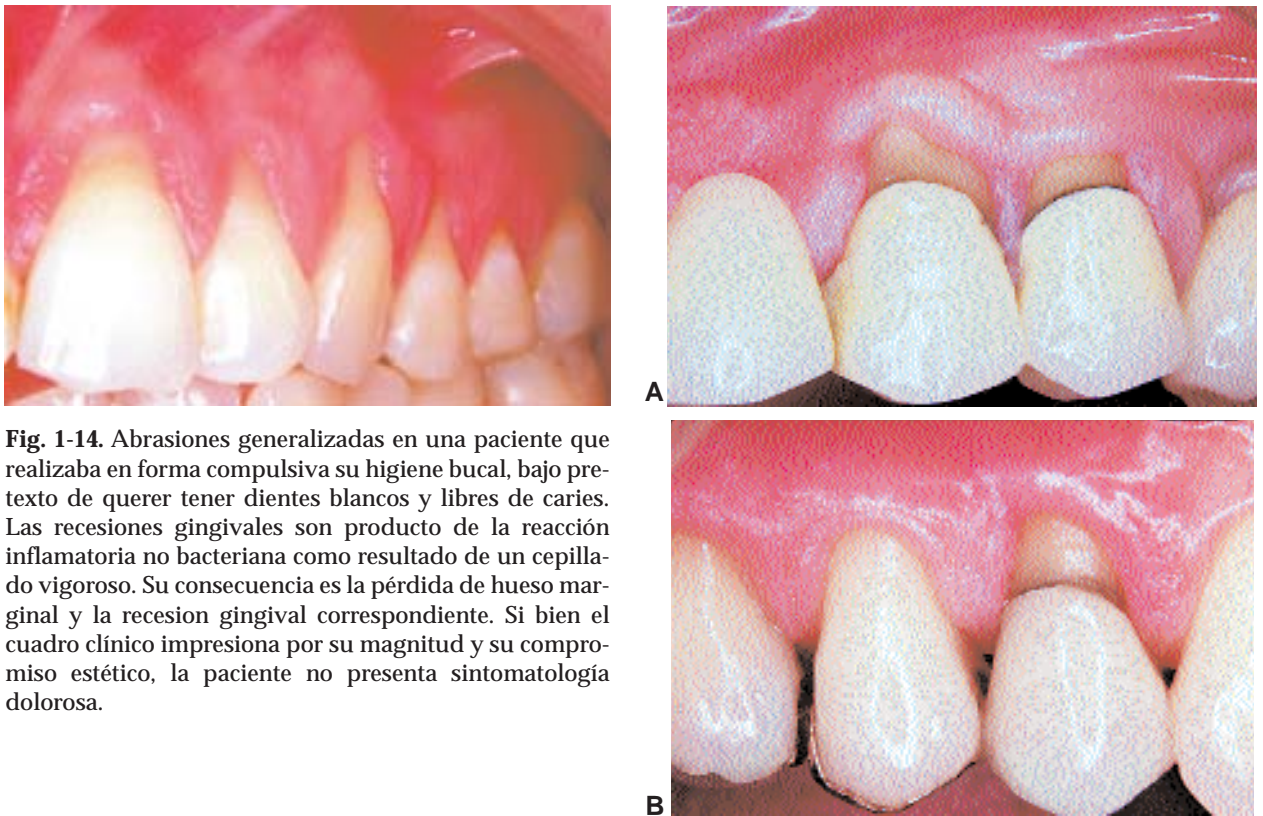 Fig. 1-14. Abrasiones generalizadas en una paciente que
realizaba en forma compulsiva su higiene bucal, bajo pre-
texto de querer tener dientes blancos y libres de caries.
Las recesiones gingivales son producto de la reacción
inflamatoria no bacteriana como resultado de un cepilla-
do vigoroso. Su consecuencia es la pérdida de hueso mar-
ginal y la recesion gingival correspondiente. Si bien el
cuadro clínico impresiona por su magnitud y su compro-
miso estético, la paciente no presenta sintomatología
dolorosa.
A
B